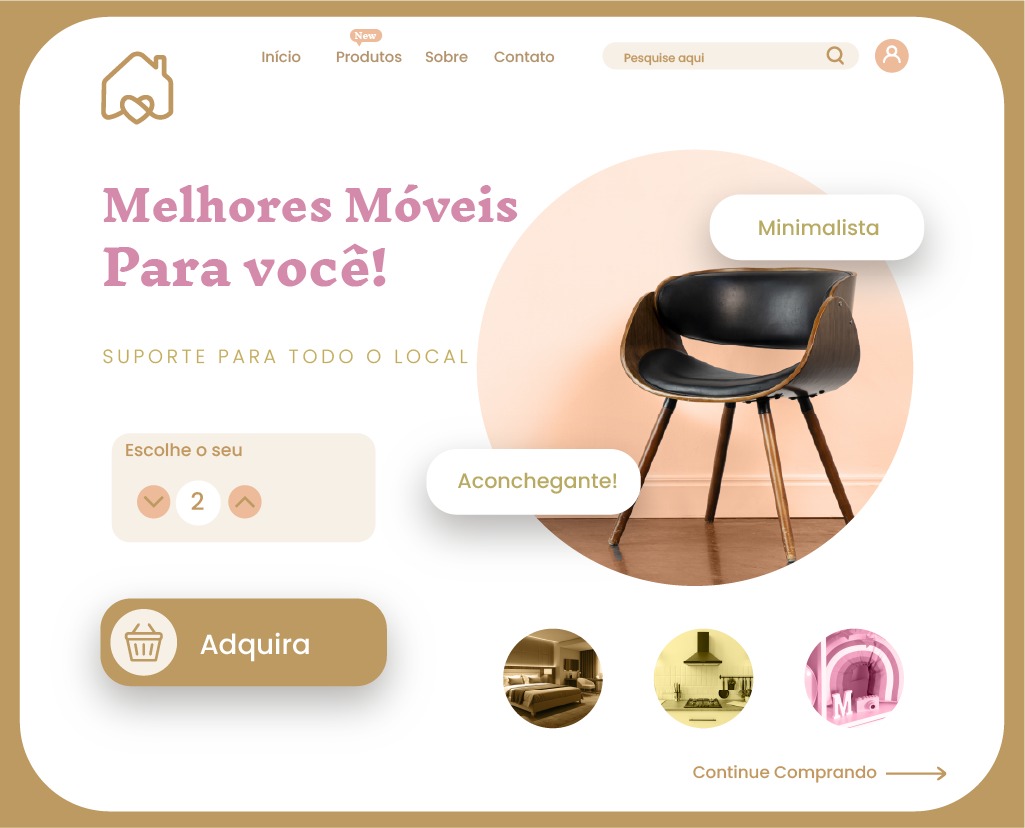 New
Início Produtos Sobre Contato Pesquise aqui
Melhores Móveis
Para você!
Minimalista
SUPORTE PARA TODO O LOCAL
Escolhe o seu
2
Aconchegante!
Adquira
M
Continue Comprando